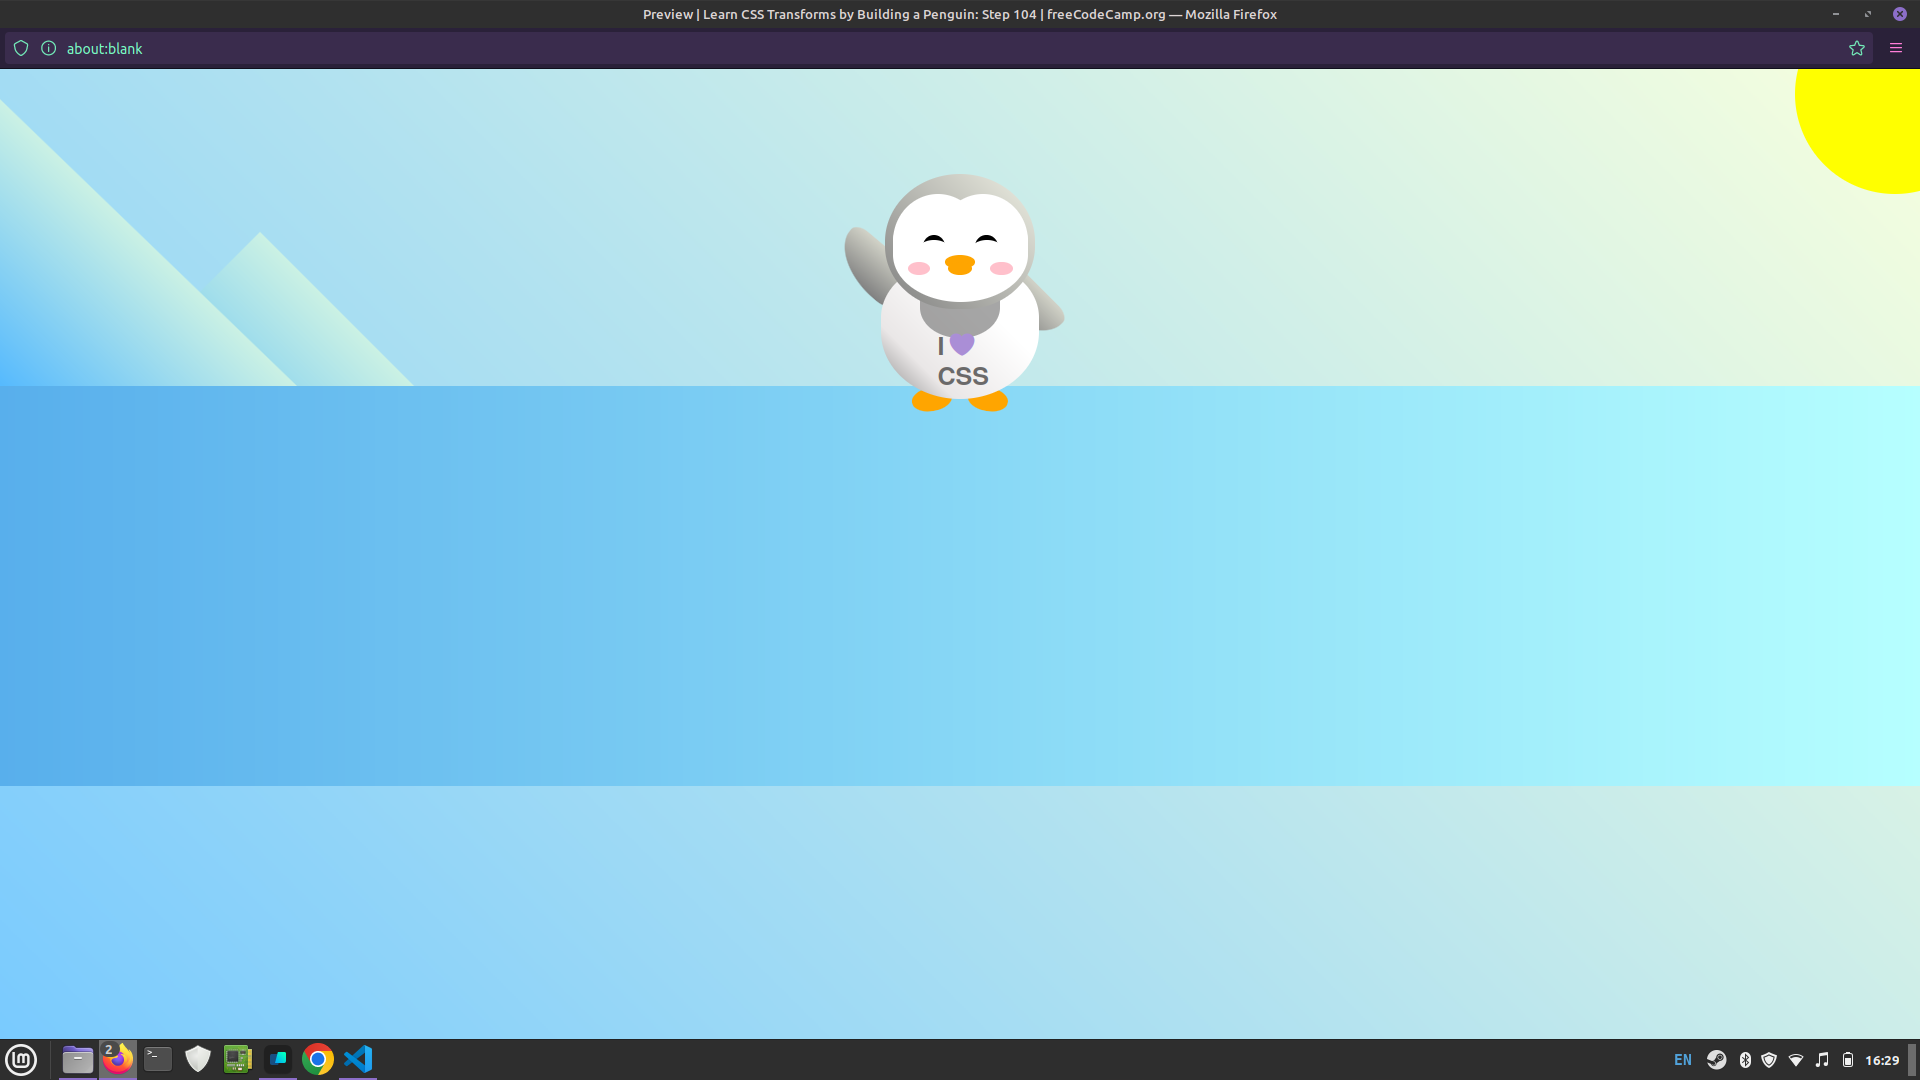 Preview | Learn CSS Transforms by Building a Penguin: Step 104 | freeCodeCamp.org — Mozilla Firefox
about:blank
I
CSS
2
>_
EN
16:29